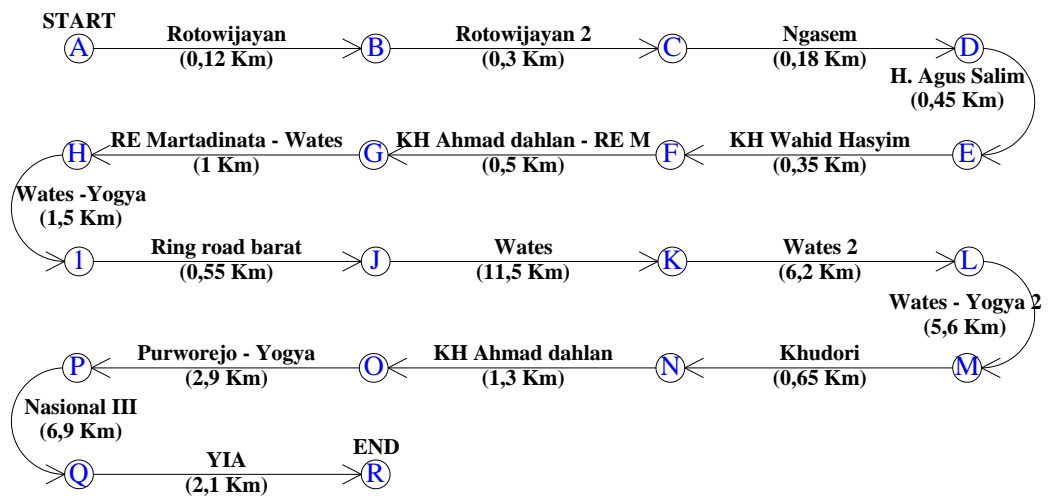 START
A
Rotowijayan
(0,12 Km)
B
Rotowijayan 2
(0,3 Km)
C
Ngasem
(0,18 Km)
D
H. Agus Salim
(0,45 Km)
H
RE Martadinata - Wates
(1 Km)
G
KH Ahmad dahlan - RE M
(0,5 Km)
F
KH Wahid Hasyim
(0,35 Km)
E
Wates -Yogya
(1,5 Km)
1
Ring road barat
(0,55 Km)
J
Wates
(11,5 Km)
K
Wates 2
(6,2 Km)
L
Wates - Yogya 2
(5,6 Km)
P
Purworejo - Yogya
(2,9 Km)
O
KH Ahmad dahlan
(1,3 Km)
N
Khudori
(0,65 Km)
M
Nasional III
(6,9 Km)
Q
YIA
(2,1 Km)
END
R